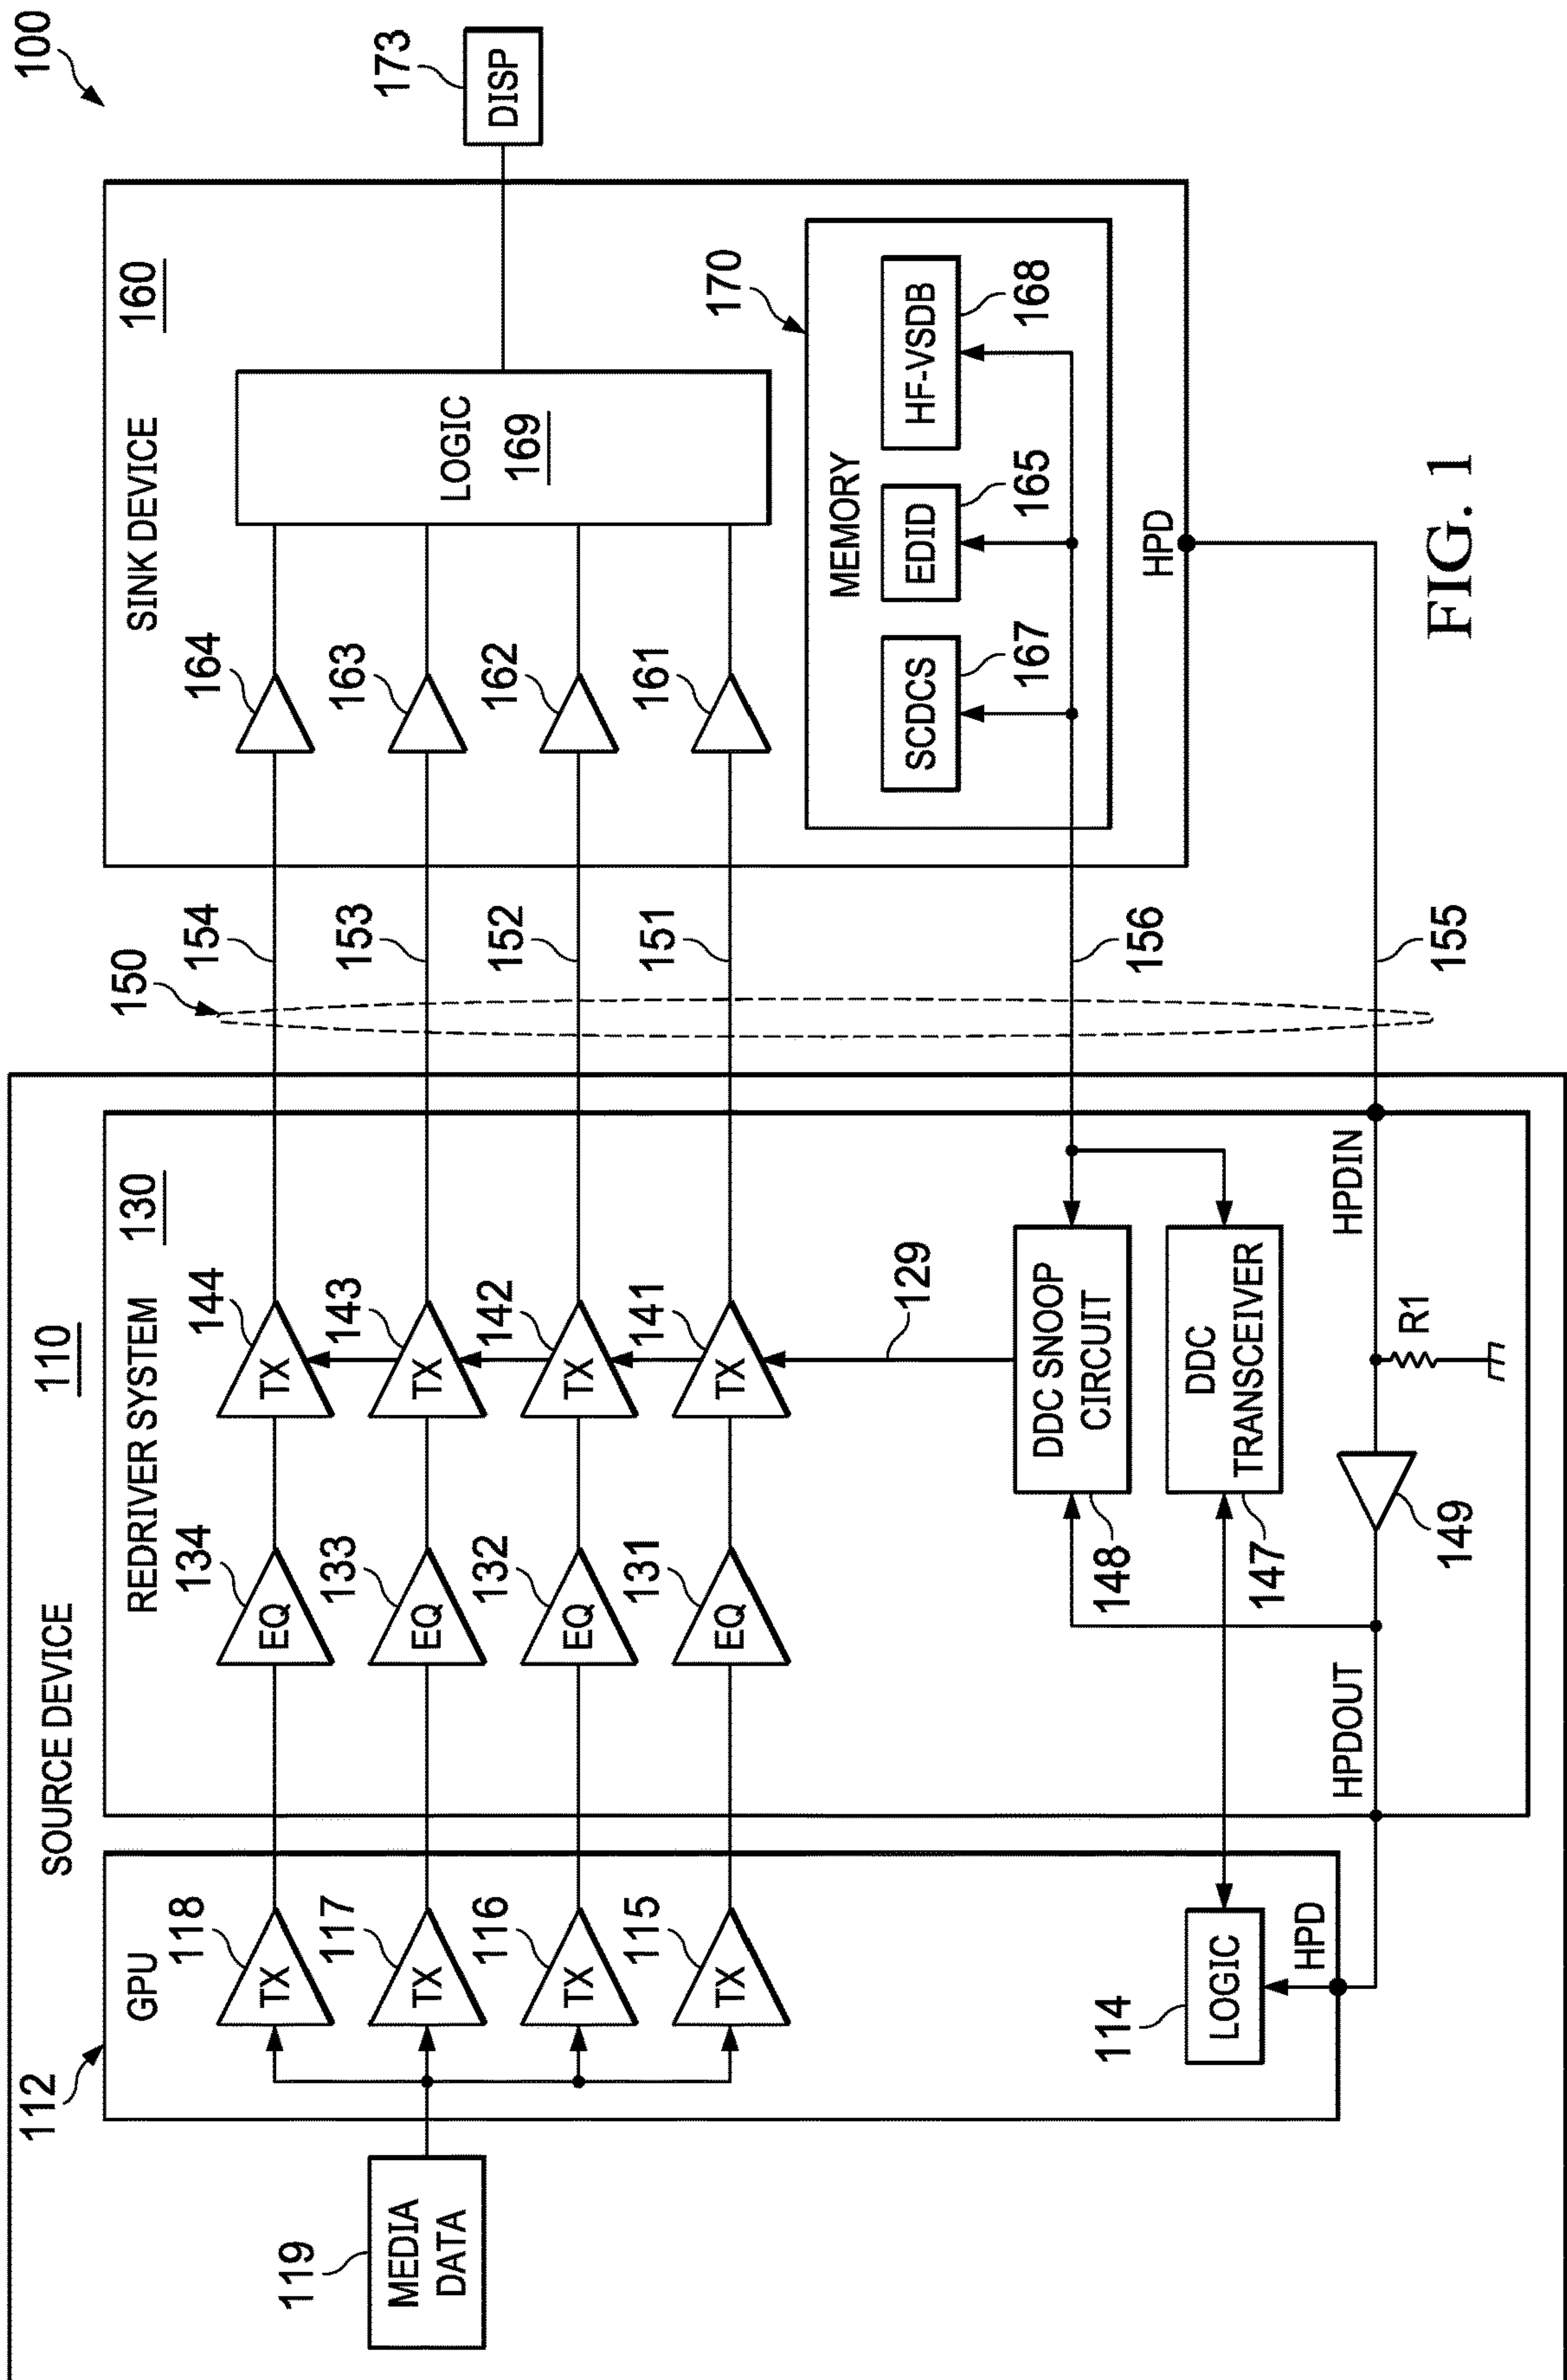 100
SOURCE DEVICE
110
112
GPU
118
TX
117
TX
116
TX
115
TX
119
MEDIA
DATA
114
LOGIC
HPD
REDRIVER SYSTEM
130
134
EQ
133
EQ
132
EQ
131
EQ
144
TX
143
TX
142
TX
141
TX
129
DDC SNOOP
CIRCUIT
148
DDC
TRANSCEIVER
147
HPDOUT
149
R1
HPDIN
150
154
153
152
151
156
155
SINK DEVICE
160
164
163
162
161
LOGIC
169
DISP
173
170
MEMORY
SCDCS
167
EDID
165
HF-VSDB
168
HPD
FIG. 1